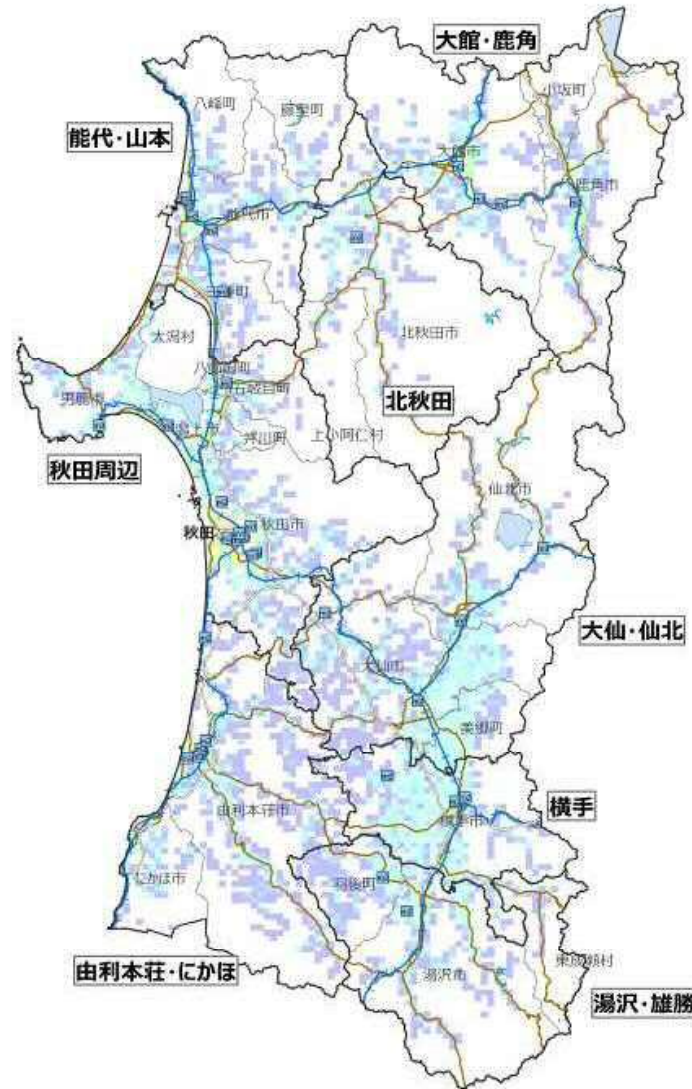 大館・鹿角
小坂町
八峰町
藤里町
能代・山本
大館市
鹿角市
能代市
三種町
大潟村
北秋田市
八郎潟町
五城目町
男鹿市
北秋田
潟上市
井川町
上小阿仁村
秋田周辺
仙北市
秋田
秋田市
大仙・仙北
大仙市
美郷町
横手
横手市
由利本荘市
にかほ市
羽後町
東成瀬村
由利本荘・にかほ
湯沢市
湯沢・雄勝